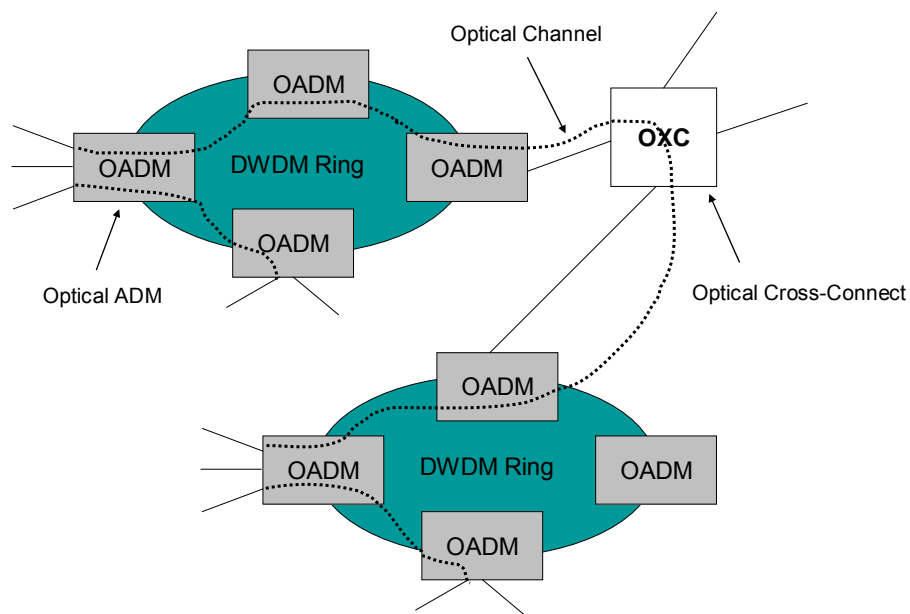 Optical Channel
OADM
OXC
OADM
DWDM Ring
OADM
OADM
Optical ADM
Optical Cross-Connect
OADM
OADM
DWDM Ring
OADM
OADM